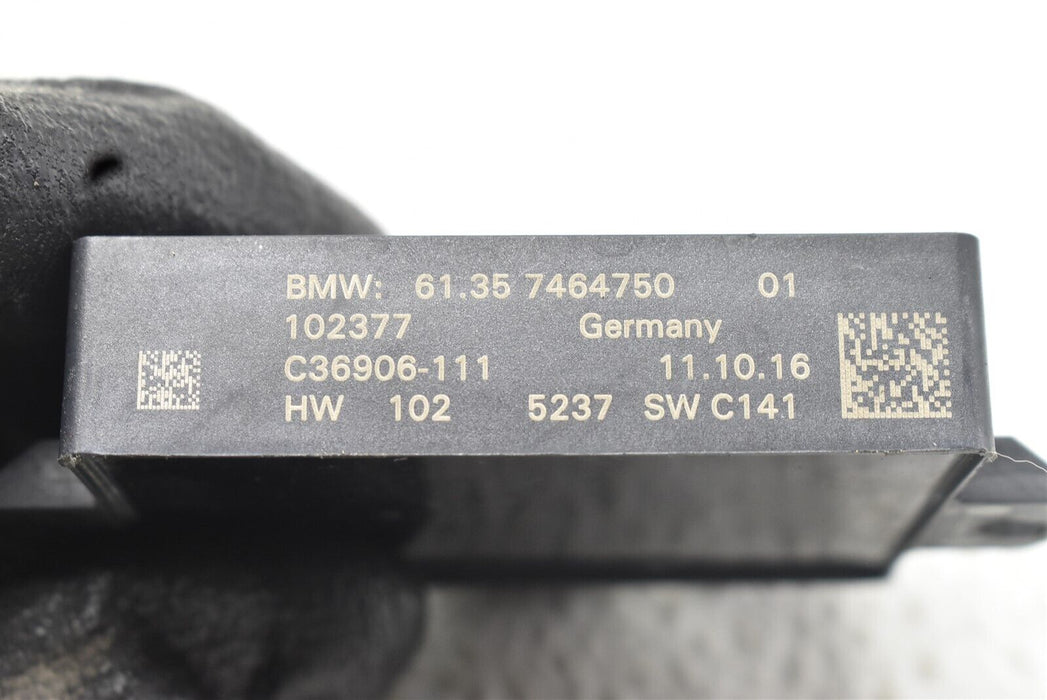 BMW: 61.35 7464750 01
102377 Germany
C36906-111 11.10.16
HW 102 5237 SW C141